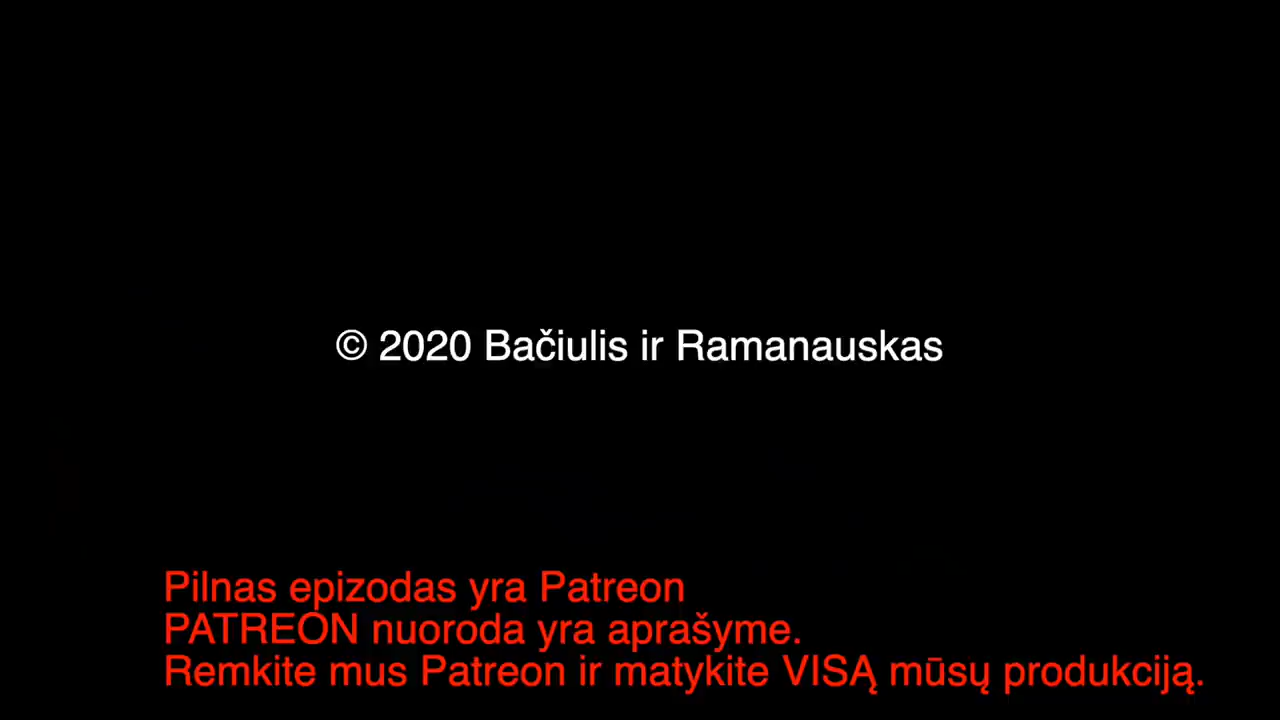 © 2020 Bačiulis ir Ramanauskas
Pilnas epizodas yra Patreon
PATREON nuoroda yra aprašyme.
Remkite mus Patreon ir matykite VISĄ mūsų produkciją.